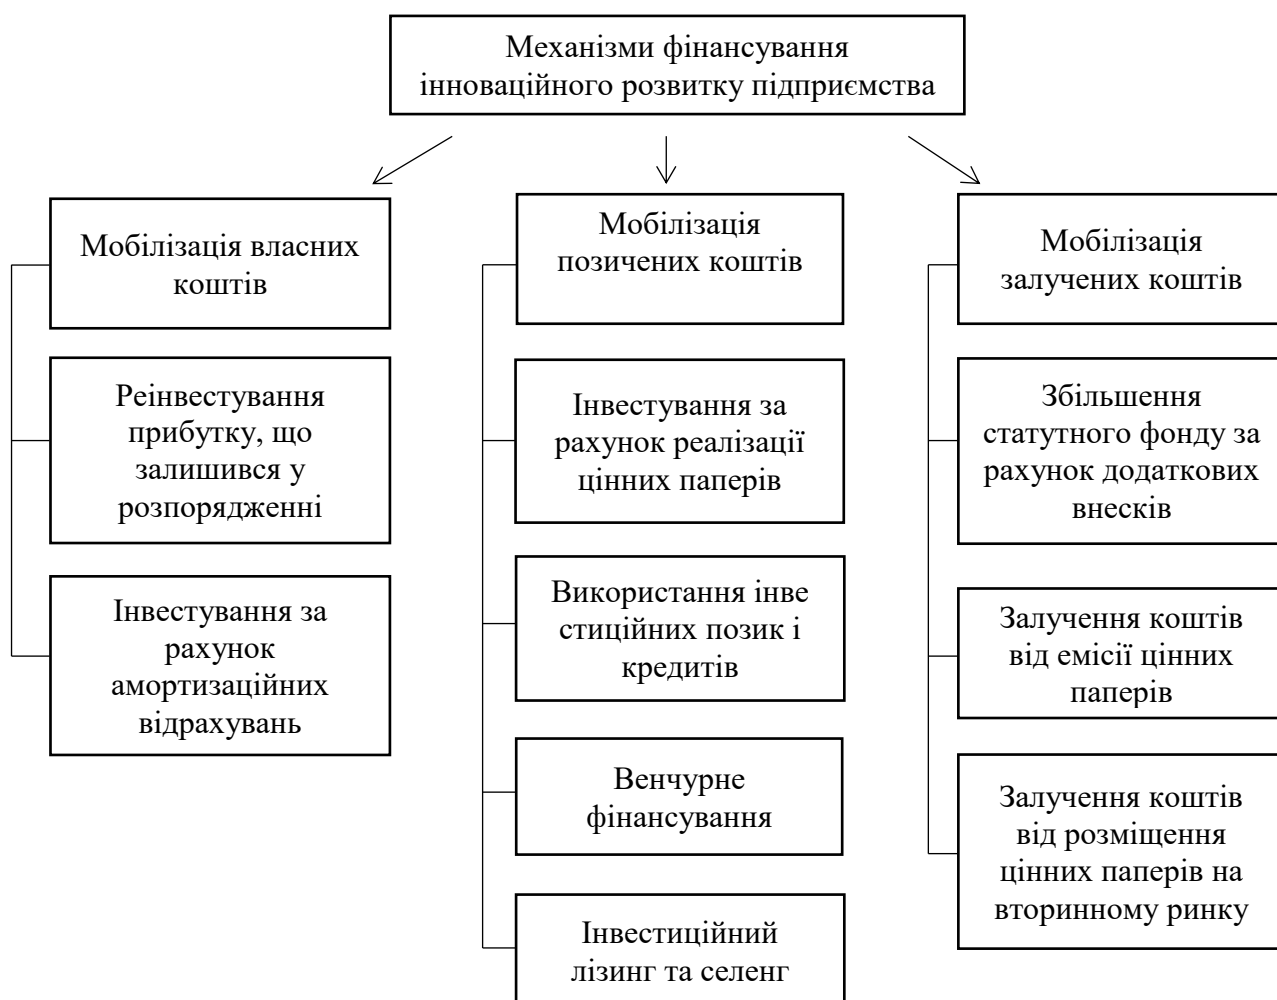 Механізми фінансування
інноваційного розвитку підприємства
Мобілізація власних
коштів
Реінвестування
прибутку, що
залишився у
розпорядженні
Інвестування за
рахунок
амортизаційних
відрахувань
Мобілізація
позичених коштів
Інвестування за
рахунок реалізації
цінних паперів
Використання інве
стиційних позик і
кредитів
Венчурне
фінансування
Інвестиційний
лізинг та селенг
Мобілізація
залучених коштів
Збільшення
статутного фонду за
рахунок додаткових
внесків
Залучення коштів
від емісії цінних
паперів
Залучення коштів
від розміщення
цінних паперів на
вторинному ринку